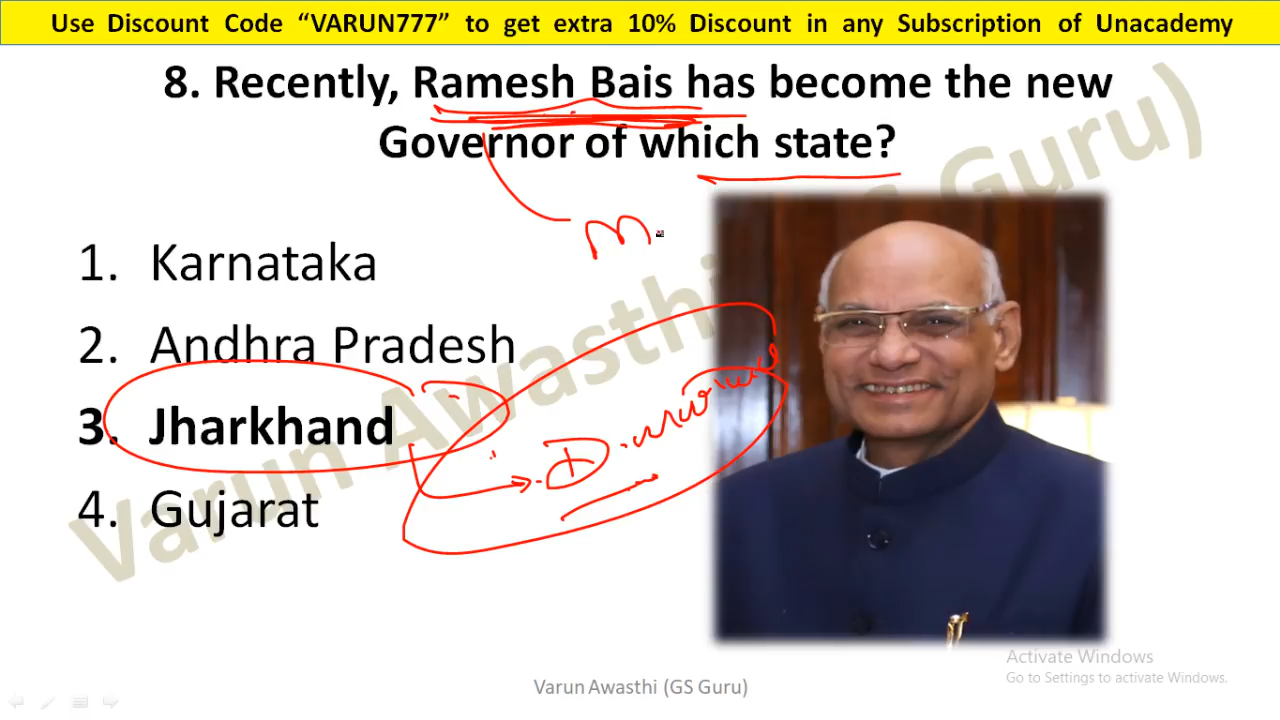 Use Discount Code “VARUN777” to get extra 10% Discount in any Subscription of Unacademy
8. Recently, Ramesh Bais has become the new
Governor of which state?
1. Karnataka
2. Andhra Pradesh
3. Jharkhand
4. Gujarat
Varun Awasthi (GS Guru)
Activate Windows
Go to Settings to activate Windows.
Varun Awasthi (GS Guru)